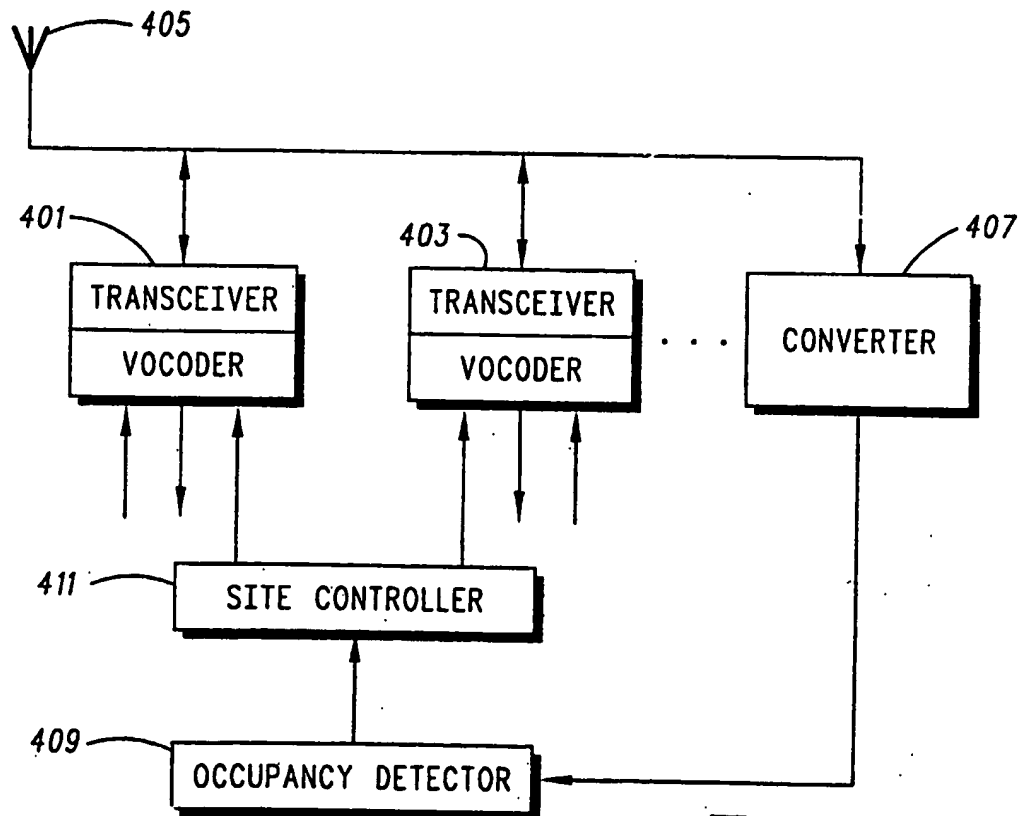 405
401
403
407
TRANSCEIVER
VOCODER
TRANSCEIVER
VOCODER
. . .
CONVERTER
411
SITE CONTROLLER
409
OCCUPANCY DETECTOR